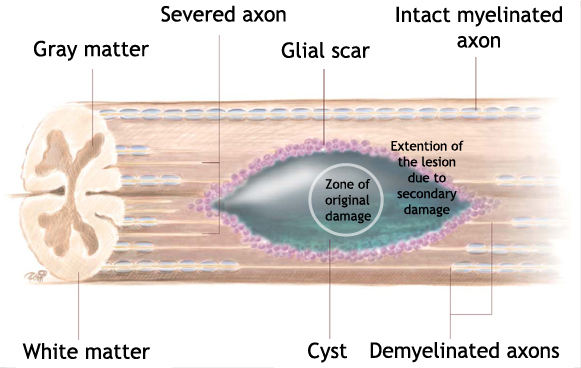 Severed axon
Intact myelinated
axon
Gray matter
Glial scar
Extention of
the lesion
due to
secondary
damage
Zone of
original
damage
White matter
Cyst
Demyelinated axons